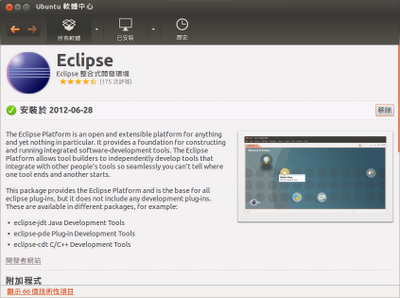 Ubuntu 軟體中心
所有軟體
已安裝
歷史
Eclipse
Eclipse 整合式開發環境
(175 次評價)
安裝於 2012-06-28
移除
The Eclipse Platform is an open and extensible platform for anything
and yet nothing in particular. It provides a foundation for constructing
and running integrated software-development tools. The Eclipse
Platform allows tool builders to independently develop tools that
integrate with other people's tools so seamlessly you can't tell where
one tool ends and another starts.
This package provides the Eclipse Platform and is the base for all
eclipse plug-ins, but it does not include any development plug-ins.
These are available in different packages, for example:
• eclipse-jdt Java Development Tools
• eclipse-pde Plug-in Development Tools
• eclipse-cdt C/C++ Development Tools
開發者網站
附加程式
顯示 66 個技術性項目